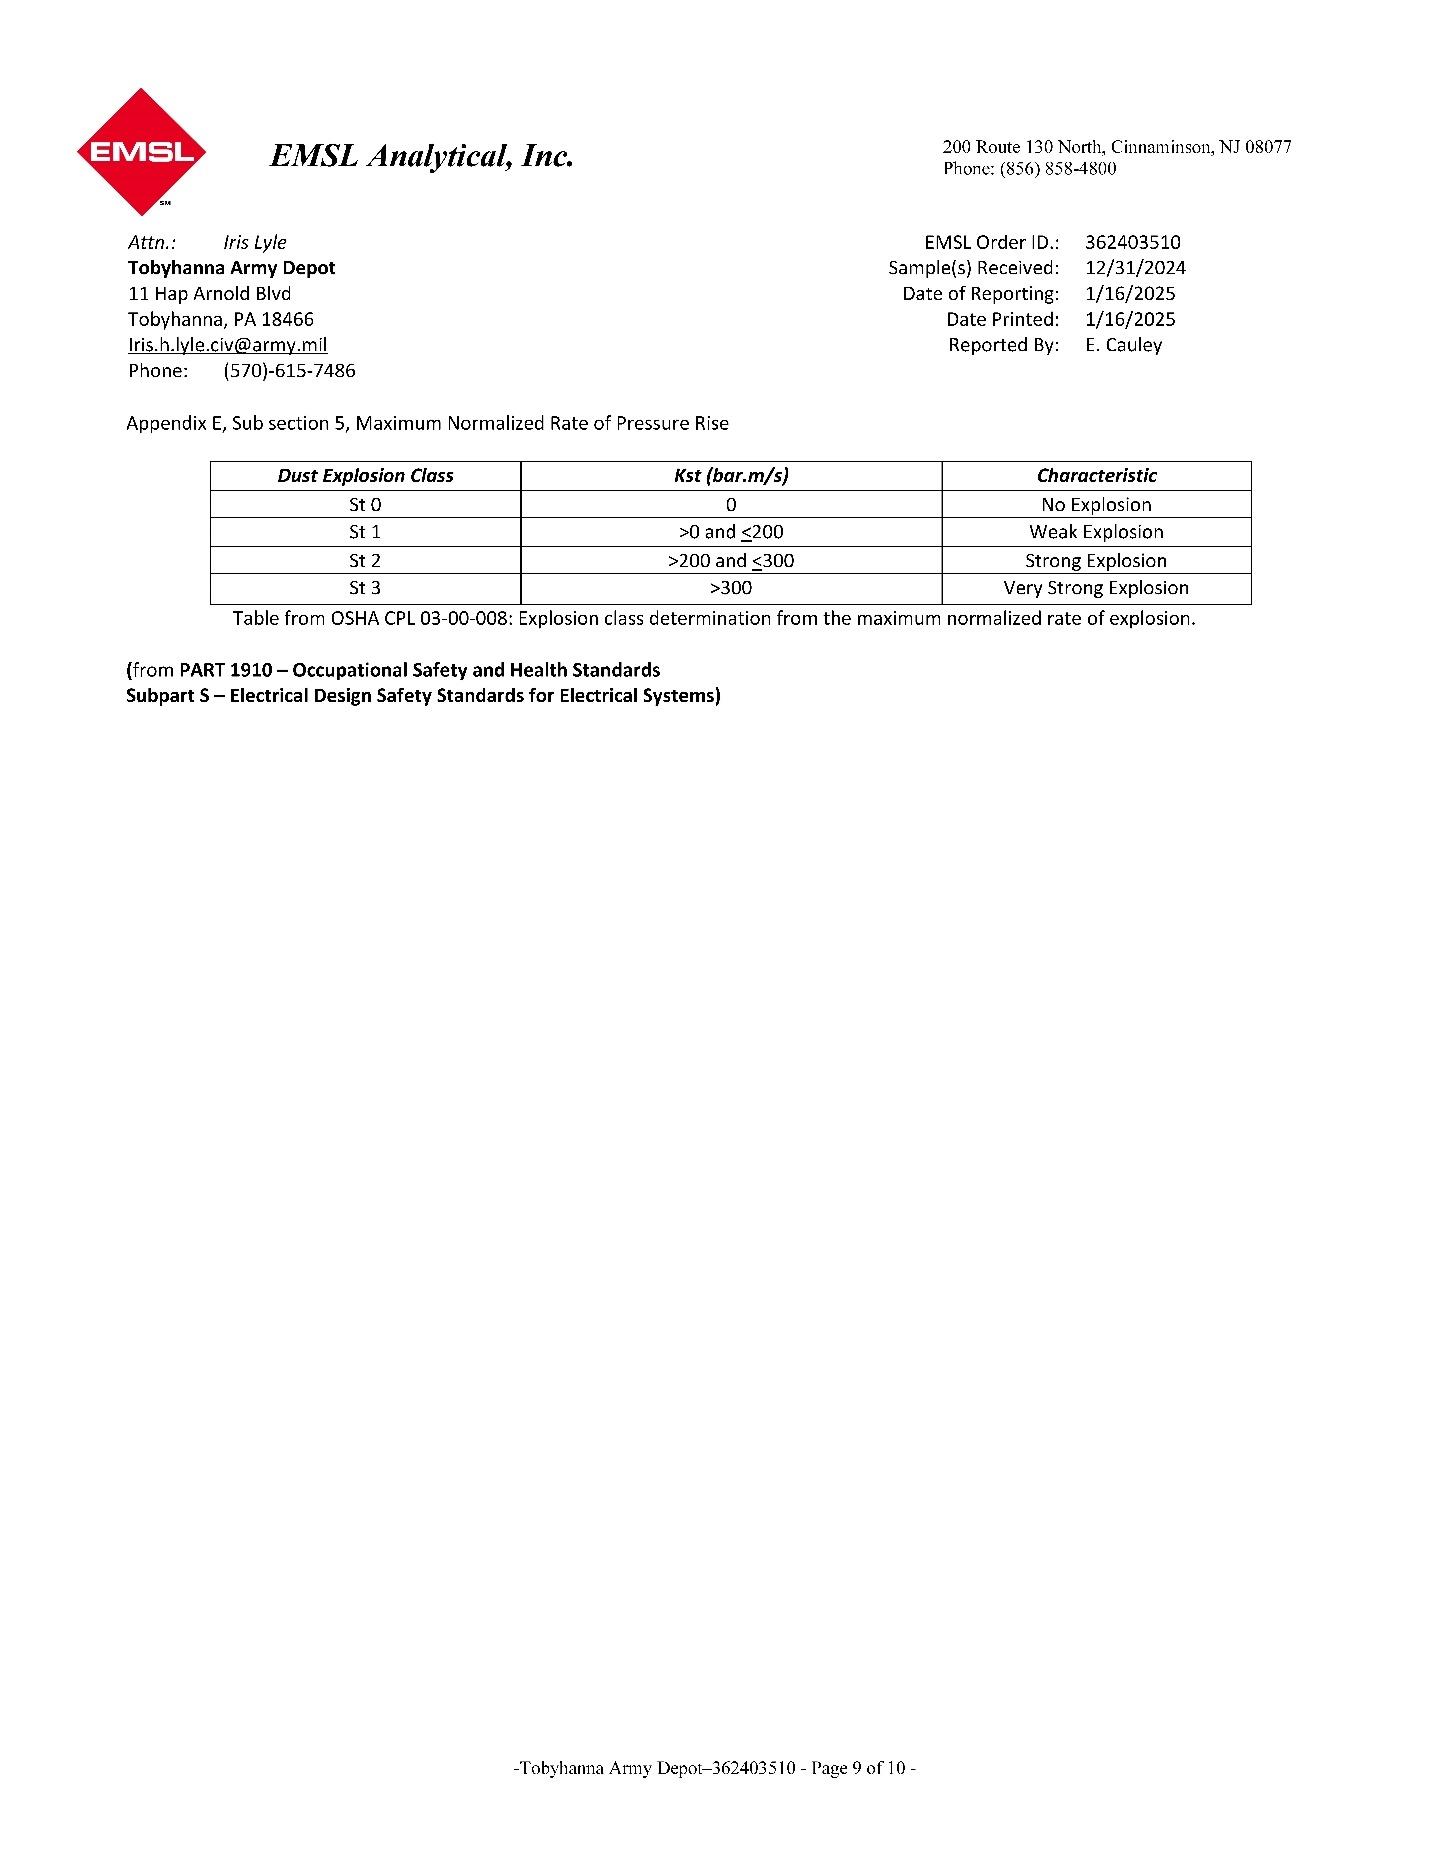 EMSL
SM
EMSL Analytical, Inc.
200 Route 130 North, Cinnaminson, NJ 08077
Phone: (856) 858-4800
Attn.: Iris Lyle
Tobyhanna Army Depot
11 Hap Arnold Blvd
Tobyhanna, PA 18466
Iris.h.lyle.civ@army.mil
Phone: (570)-615-7486
EMSL Order ID.: 362403510
Sample(s) Received: 12/31/2024
Date of Reporting: 1/16/2025
Date Printed: 1/16/2025
Reported By: E. Cauley
Appendix E, Sub section 5, Maximum Normalized Rate of Pressure Rise
Dust Explosion Class Kst (bar.m/s) Characteristic
St 0 0 No Explosion
St 1 >0 and <200 Weak Explosion
St 2 >200 and <300 Strong Explosion
St 3 >300 Very Strong Explosion
Table from OSHA CPL 03-00-008: Explosion class determination from the maximum normalized rate of explosion.
(from PART 1910 – Occupational Safety and Health Standards
Subpart S – Electrical Design Safety Standards for Electrical Systems)
-Tobyhanna Army Depot–362403510 - Page 9 of 10 -